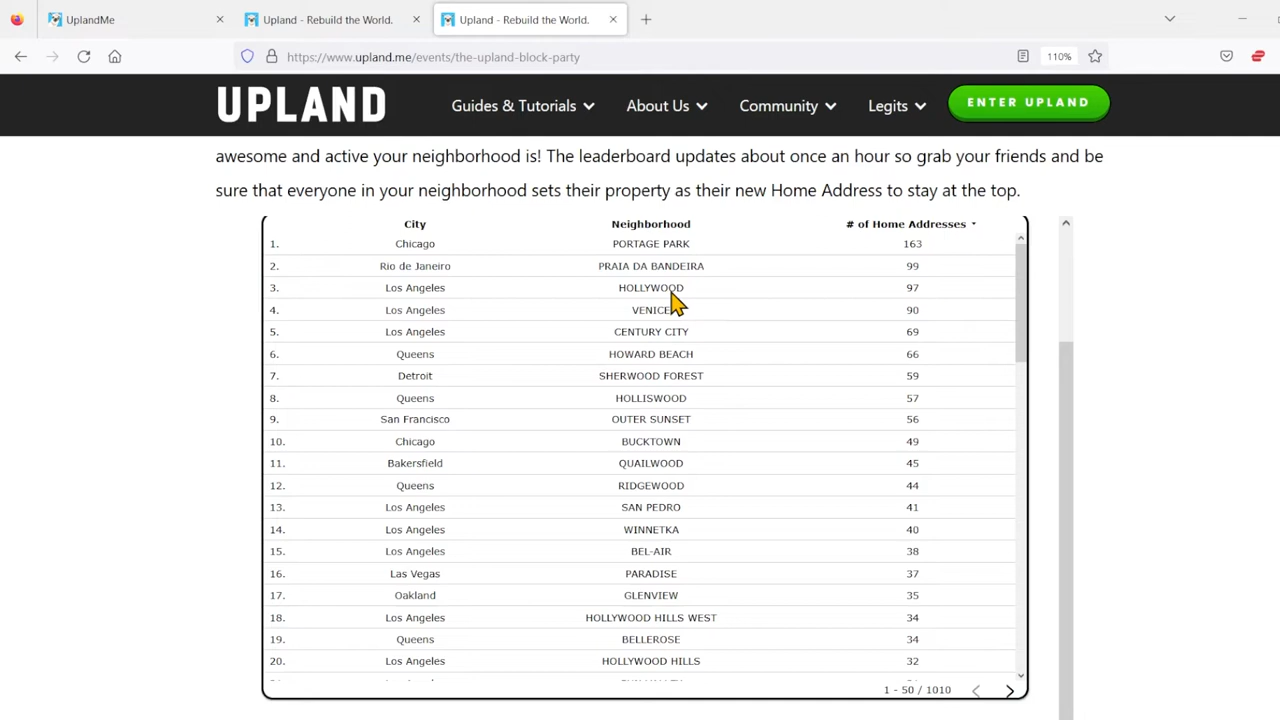 UplandMe
Upland - Rebuild the World.
Upland - Rebuild the World.
https://www.upland.me/events/the-upland-block-party
110%
UPLAND
Guides & Tutorials
About Us
Community
Legits
ENTER UPLAND
awesome and active your neighborhood is! The leaderboard updates about once an hour so grab your friends and be
sure that everyone in your neighborhood sets their property as their new Home Address to stay at the top.
City Neighborhood # of Home Addresses
1. Chicago PORTAGE PARK 163
2. Rio de Janeiro PRAIA DA BANDEIRA 99
3. Los Angeles HOLLYWOOD 97
4. Los Angeles VENICE 90
5. Los Angeles CENTURY CITY 69
6. Queens HOWARD BEACH 66
7. Detroit SHERWOOD FOREST 59
8. Queens HOLLISWOOD 57
9. San Francisco OUTER SUNSET 56
10. Chicago BUCKTOWN 49
11. Bakersfield QUAILWOOD 45
12. Queens RIDGEWOOD 44
13. Los Angeles SAN PEDRO 41
14. Los Angeles WINNETKA 40
15. Los Angeles BEL-AIR 38
16. Las Vegas PARADISE 37
17. Oakland GLENVIEW 35
18. Los Angeles HOLLYWOOD HILLS WEST 34
19. Queens BELLEROSE 34
20. Los Angeles HOLLYWOOD HILLS 32
1 - 50 / 1010